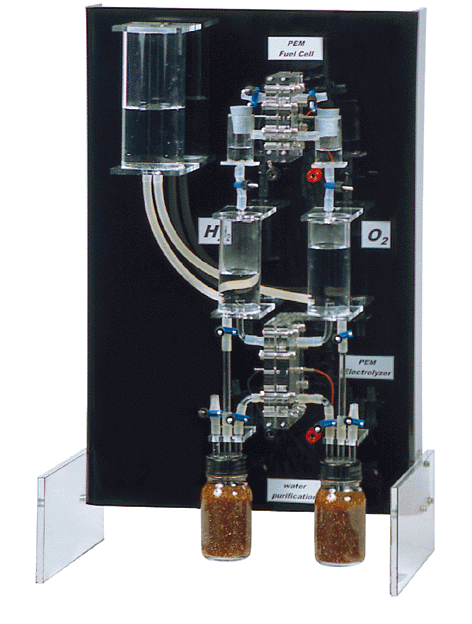 PEM
Fuel Cell
H2
O2
PEM
Electrolyzer
water
purification